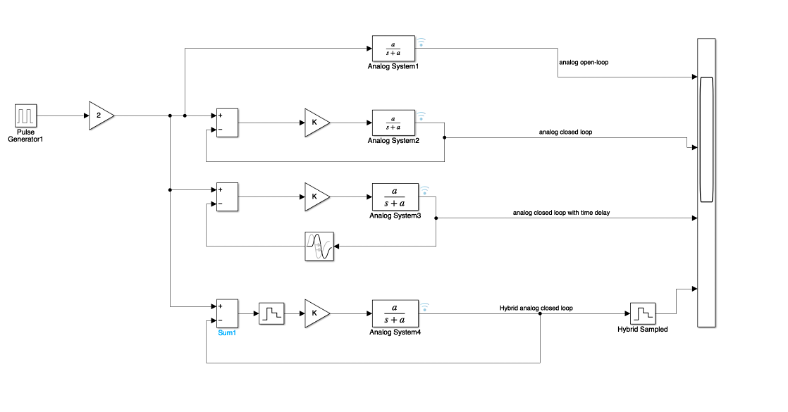 a
s + a
Analog System1
analog open-loop
2
Pulse
Generator1
+
−
K
a
s + a
Analog System2
analog closed loop
+
−
K
a
s + a
Analog System3
analog closed loop with time delay
+
−
Sum1
K
a
s + a
Analog System4
Hybrid analog closed loop
Hybrid Sampled